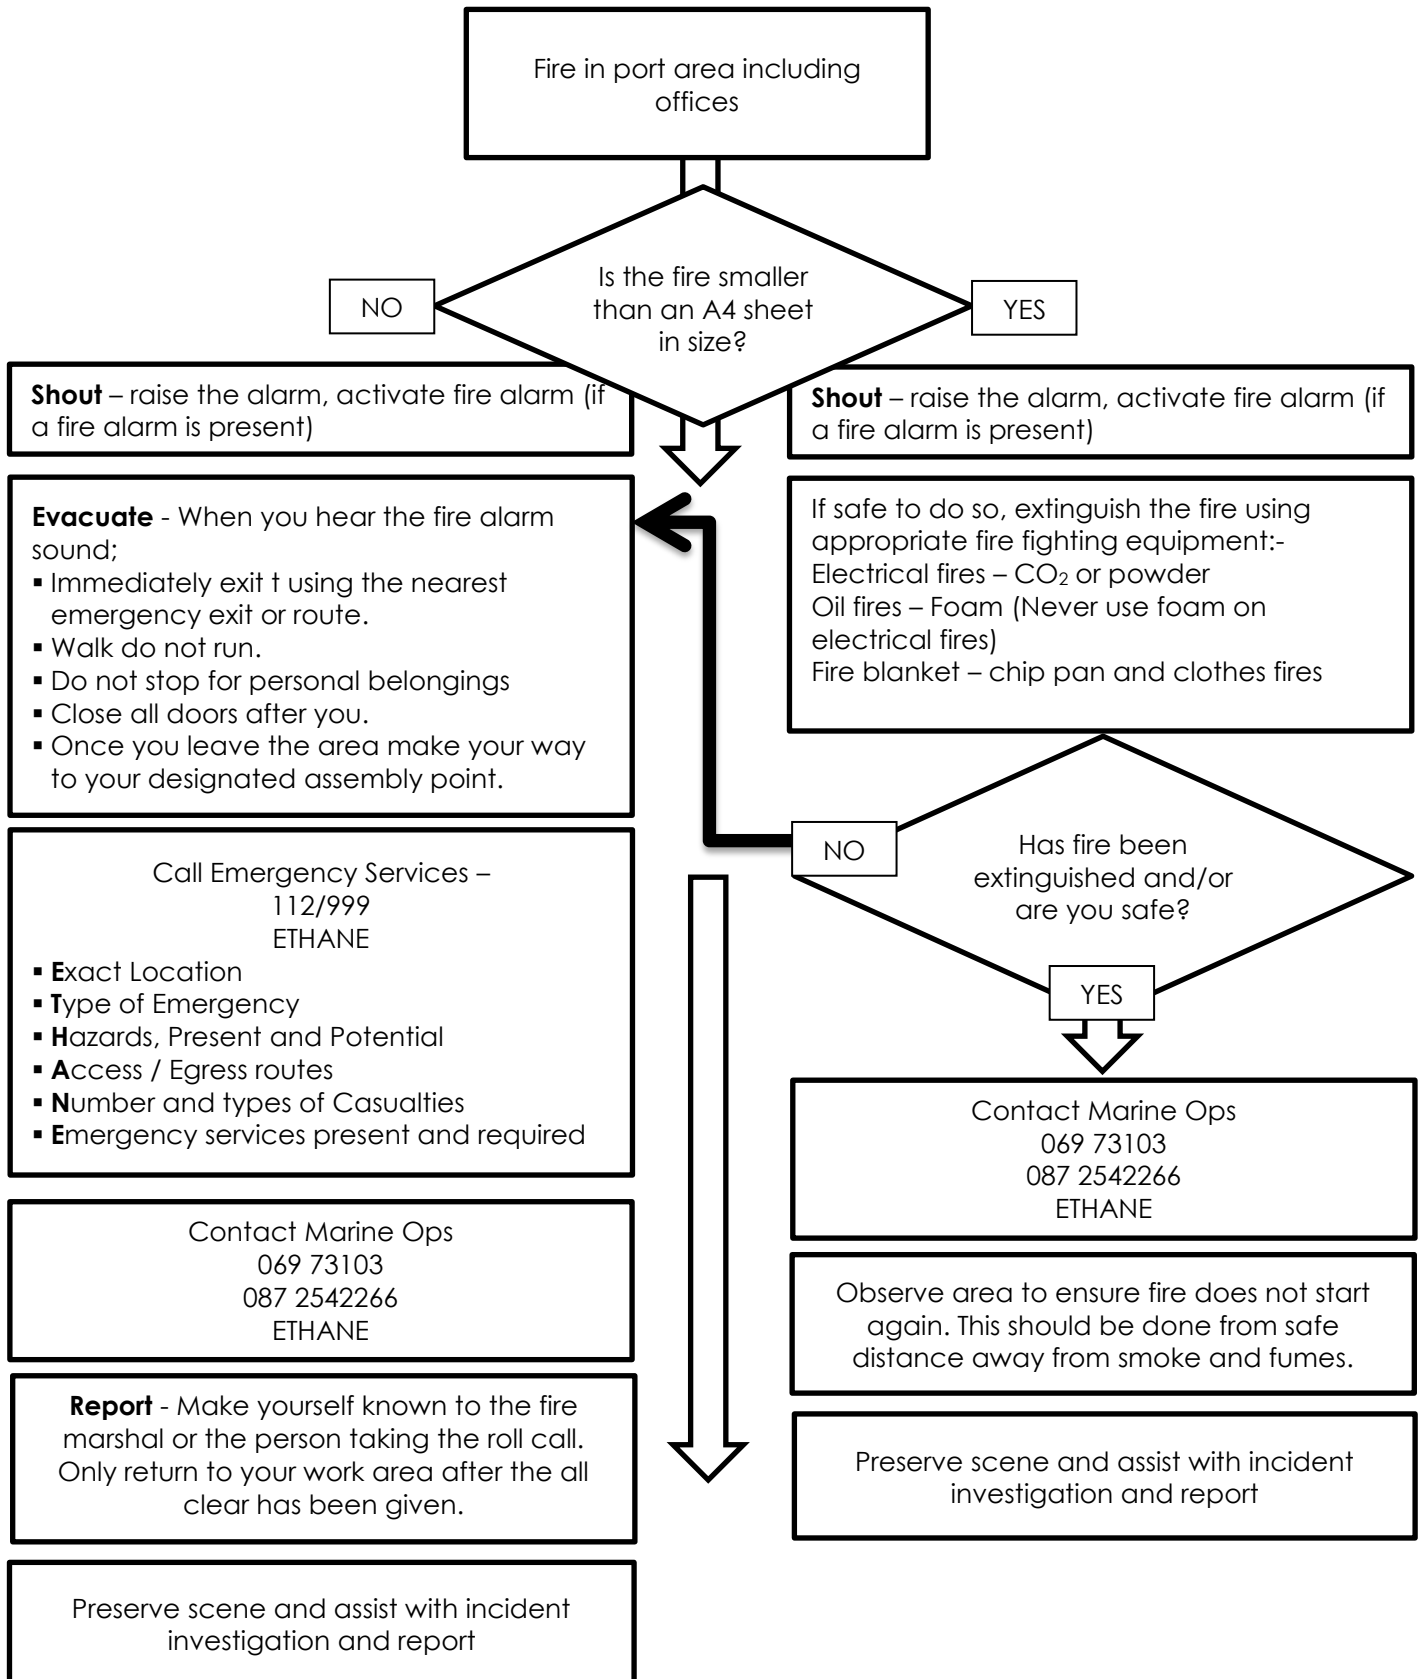 Fire in port area including
offices
Is the fire smaller
than an A4 sheet
in size?
NO
YES
Shout – raise the alarm, activate fire alarm (if
a fire alarm is present)
Evacuate - When you hear the fire alarm
sound;
▪ Immediately exit t using the nearest
emergency exit or route.
▪ Walk do not run.
▪ Do not stop for personal belongings
▪ Close all doors after you.
▪ Once you leave the area make your way
to your designated assembly point.
Call Emergency Services –
112/999
ETHANE
▪ Exact Location
▪ Type of Emergency
▪ Hazards, Present and Potential
▪ Access / Egress routes
▪ Number and types of Casualties
▪ Emergency services present and required
Contact Marine Ops
069 73103
087 2542266
ETHANE
Report - Make yourself known to the fire
marshal or the person taking the roll call.
Only return to your work area after the all
clear has been given.
Preserve scene and assist with incident
investigation and report
Shout – raise the alarm, activate fire alarm (if
a fire alarm is present)
If safe to do so, extinguish the fire using
appropriate fire fighting equipment:-
Electrical fires – CO₂ or powder
Oil fires – Foam (Never use foam on
electrical fires)
Fire blanket – chip pan and clothes fires
NO
Has fire been
extinguished and/or
are you safe?
YES
Contact Marine Ops
069 73103
087 2542266
ETHANE
Observe area to ensure fire does not start
again. This should be done from safe
distance away from smoke and fumes.
Preserve scene and assist with incident
investigation and report